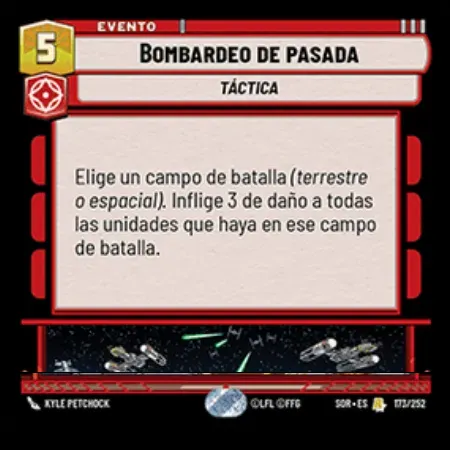 EVENTO
5
BOMBARDEO DE PASADA
TÁCTICA
Elige un campo de batalla (terrestre
o espacial). Inflige 3 de daño a todas
las unidades que haya en ese campo
de batalla.
KYLE PETCHOCK
©LFL ©FFG
SOR • ES
173/252